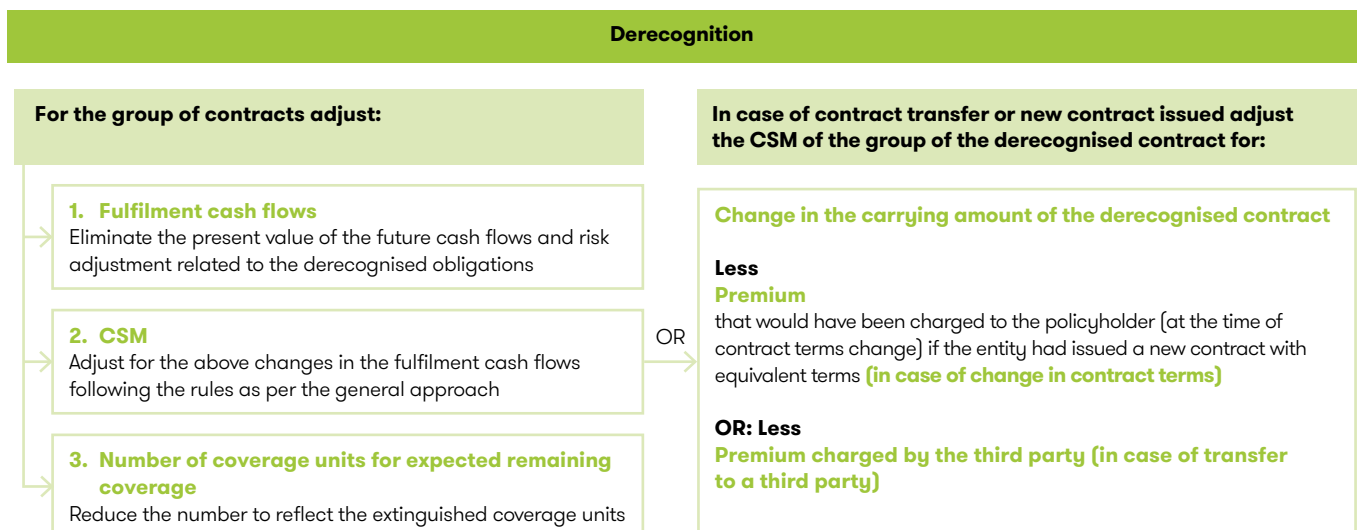 Derecognition
For the group of contracts adjust:
1. Fulfilment cash flows
Eliminate the present value of the future cash flows and risk
adjustment related to the derecognised obligations
2. CSM
Adjust for the above changes in the fulfilment cash flows
following the rules as per the general approach
3. Number of coverage units for expected remaining
coverage
Reduce the number to reflect the extinguished coverage units
OR
In case of contract transfer or new contract issued adjust
the CSM of the group of the derecognised contract for:
Change in the carrying amount of the derecognised contract
Less
Premium
that would have been charged to the policyholder (at the time of
contract terms change) if the entity had issued a new contract with
equivalent terms (in case of change in contract terms)
OR: Less
Premium charged by the third party (in case of transfer
to a third party)